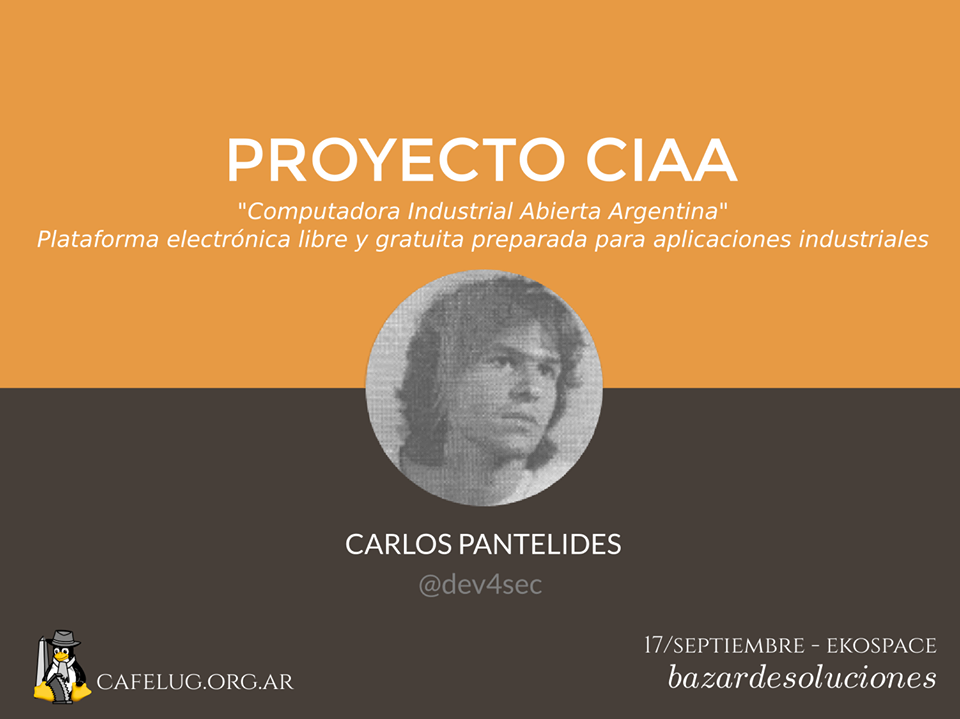 PROYECTO CIAA
"Computadora Industrial Abierta Argentina"
Plataforma electrónica libre y gratuita preparada para aplicaciones industriales
CARLOS PANTELIDES
@dev4sec
CAFELUG.ORG.AR
17/SEPTIEMBRE - EKOSPACE
bazardesoluciones